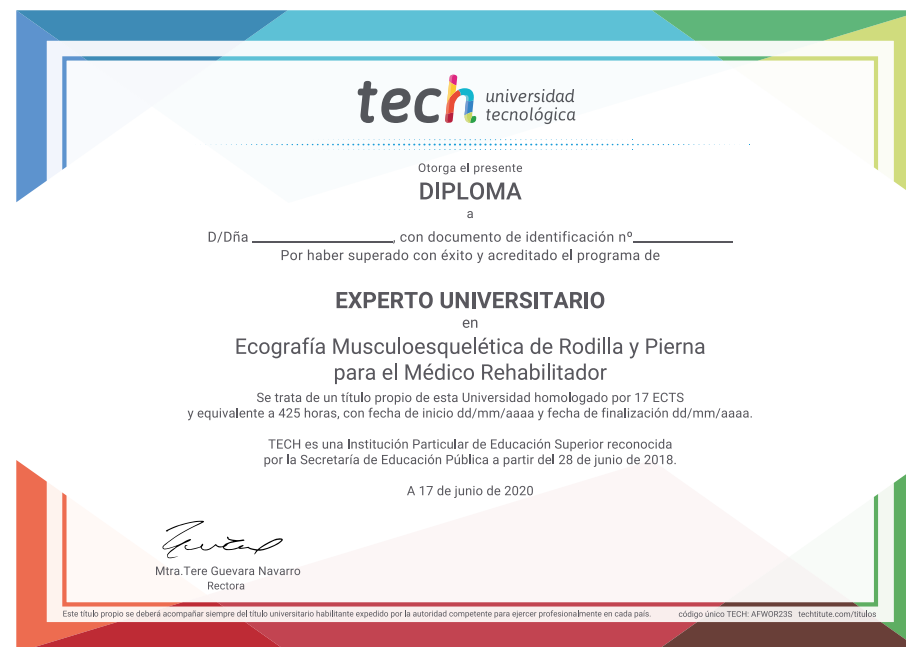 tech universidad
tecnológica
Otorga el presente
DIPLOMA
a
D/Dña ____________________, con documento de identificación nº______________
Por haber superado con éxito y acreditado el programa de
EXPERTO UNIVERSITARIO
en
Ecografía Musculoesquelética de Rodilla y Pierna
para el Médico Rehabilitador
Se trata de un título propio de esta Universidad homologado por 17 ECTS
y equivalente a 425 horas, con fecha de inicio dd/mm/aaaa y fecha de finalización dd/mm/aaaa.
TECH es una Institución Particular de Educación Superior reconocida
por la Secretaría de Educación Pública a partir del 28 de junio de 2018.
A 17 de junio de 2020
Mtra.Tere Guevara Navarro
Rectora
Este título propio se deberá acompañar siempre del título universitario habilitante expedido por la autoridad competente para ejercer profesionalmente en cada país. código único TECH: AFWOR23S techtitute.com/titulos